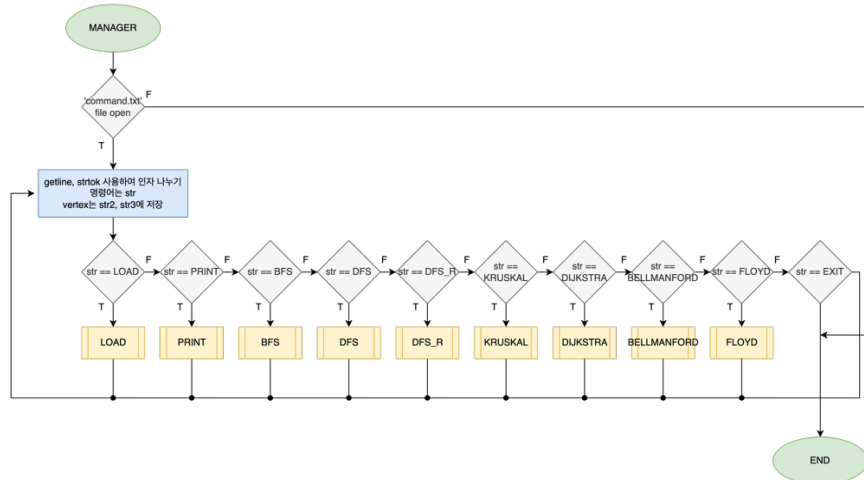 MANAGER
'command.txt'
file open
F
T
getline, strtok 사용하여 인자 나누기
명령어는 str
vertex는 str2, str3에 저장
str == LOAD
F
str == PRINT
F
str == BFS
F
str == DFS
F
str == DFS_R
F
str ==
KRUSKAL
F
str ==
DIJKSTRA
F
str ==
BELLMANFORD
F
str == FLOYD
F
str == EXIT
T
T
T
T
T
T
T
T
T
T
LOAD
PRINT
BFS
DFS
DFS_R
KRUSKAL
DIJKSTRA
BELLMANFORD
FLOYD
END